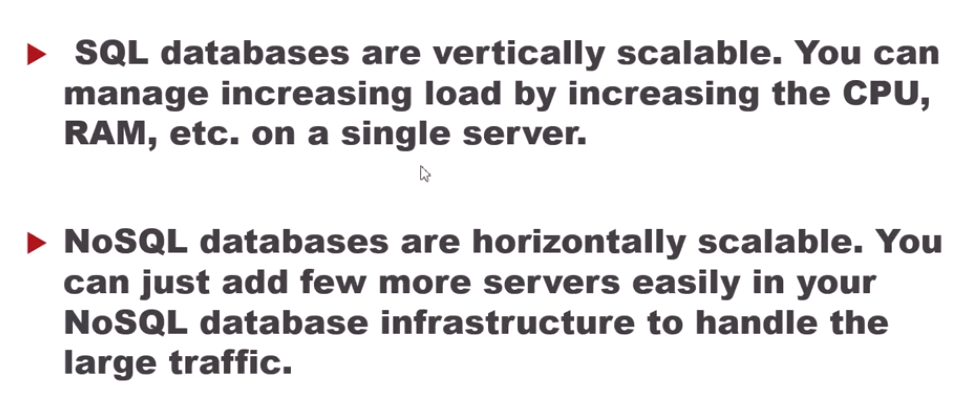 SQL databases are vertically scalable. You can
manage increasing load by increasing the CPU,
RAM, etc. on a single server.
NoSQL databases are horizontally scalable. You
can just add few more servers easily in your
NoSQL database infrastructure to handle the
large traffic.